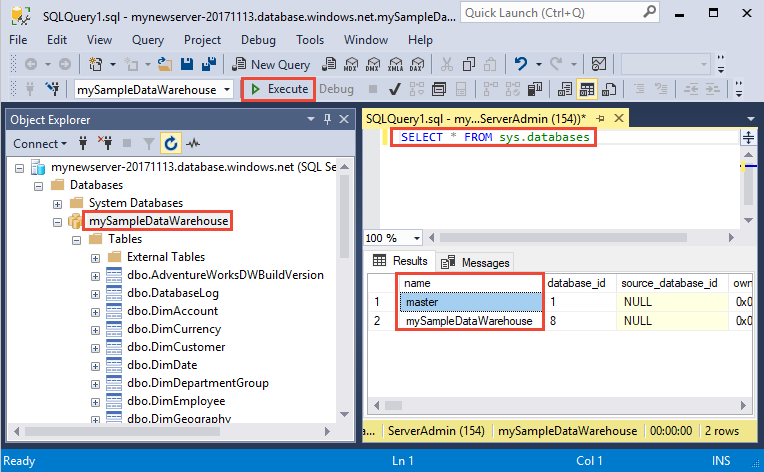 SQLQuery1.sql - mynewserver-20171113.database.windows.net.mySampleDa...
Quick Launch (Ctrl+Q)
File Edit View Query Project Debug Tools Window Help
New Query MDX DMX XMLA DAX
mySampleDataWarehouse Execute Debug
Object Explorer
Connect
mynewserver-20171113.database.windows.net (SQL Se
Databases
System Databases
mySampleDataWarehouse
Tables
External Tables
dbo.AdventureWorksDWBuildVersion
dbo.DatabaseLog
dbo.DimAccount
dbo.DimCurrency
dbo.DimCustomer
dbo.DimDate
dbo.DimDepartmentGroup
dbo.DimEmployee
dbo.DimGeography
SQLQuery1.sql - my...ServerAdmin (154))*
SELECT * FROM sys.databases
100 %
Results Messages
name database_id source_database_id own
1 master 1 NULL 0x0
2 mySampleDataWarehouse 8 NULL 0x0
a... ServerAdmin (154) mySampleDataWarehouse 00:00:00 2 rows
Ready Ln 1 Col 1 INS